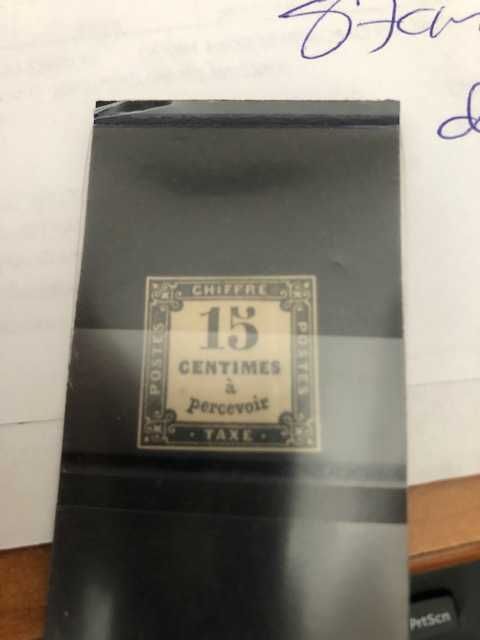 CHIFFRE
POSTES
15
CENTIMES
à
percevoir
POSTES
TAXE
PrtScn